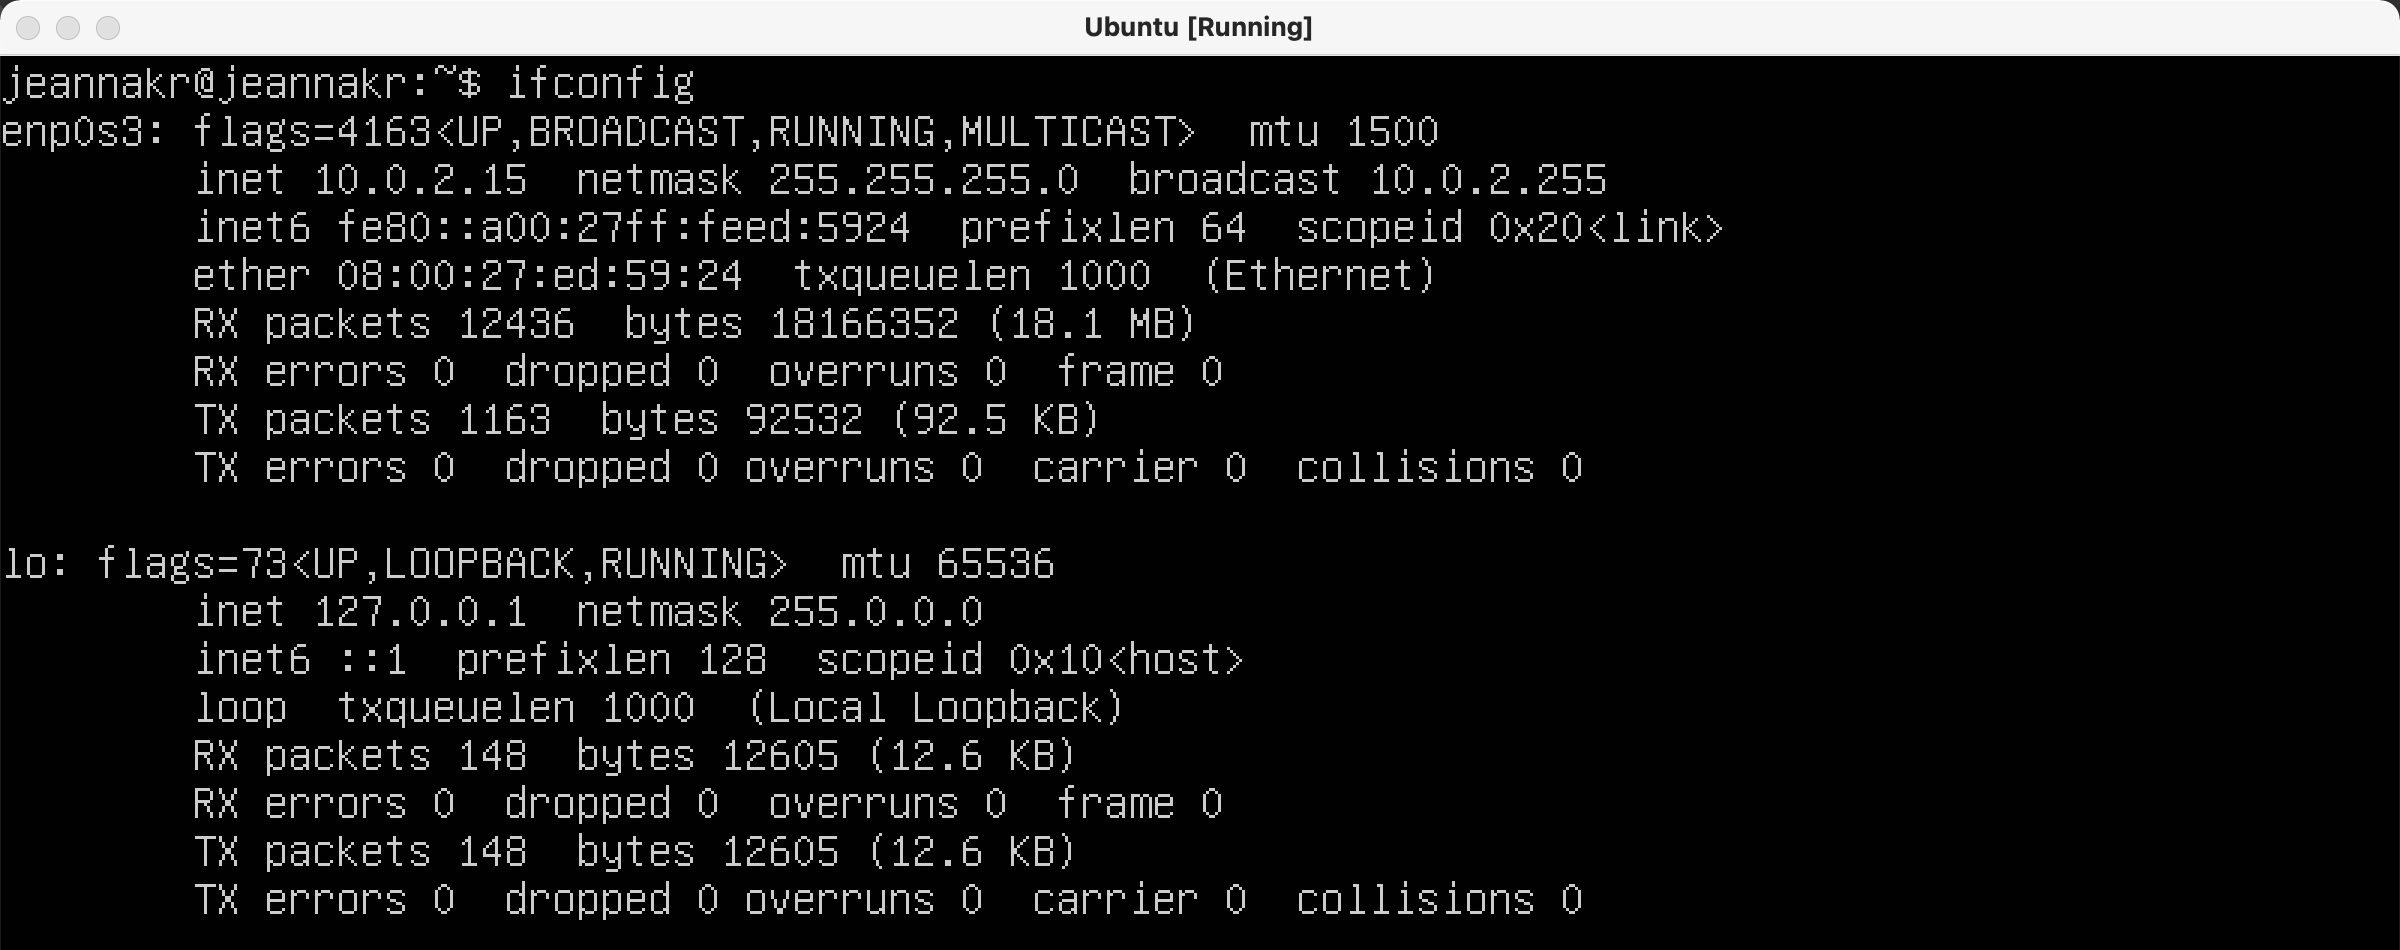 Ubuntu [Running]
jeannakr@jeannakr:~$ ifconfig
enp0s3: flags=4163<UP,BROADCAST,RUNNING,MULTICAST>  mtu 1500
        inet 10.0.2.15  netmask 255.255.255.0  broadcast 10.0.2.255
        inet6 fe80::a00:27ff:feed:5924  prefixlen 64  scopeid 0x20<link>
        ether 08:00:27:ed:59:24  txqueuelen 1000  (Ethernet)
        RX packets 12436  bytes 18166352 (18.1 MB)
        RX errors 0  dropped 0  overruns 0  frame 0
        TX packets 1163  bytes 92532 (92.5 KB)
        TX errors 0  dropped 0 overruns 0  carrier 0  collisions 0
lo: flags=73<UP,LOOPBACK,RUNNING>  mtu 65536
        inet 127.0.0.1  netmask 255.0.0.0
        inet6 ::1  prefixlen 128  scopeid 0x10<host>
        loop  txqueuelen 1000  (Local Loopback)
        RX packets 148  bytes 12605 (12.6 KB)
        RX errors 0  dropped 0  overruns 0  frame 0
        TX packets 148  bytes 12605 (12.6 KB)
        TX errors 0  dropped 0 overruns 0  carrier 0  collisions 0